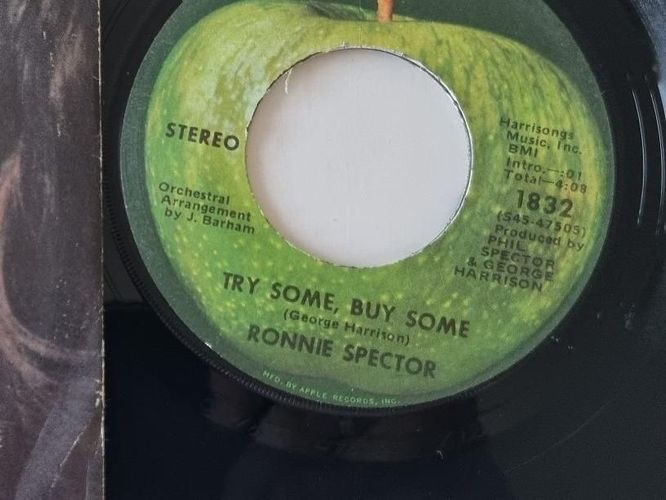 STEREO
Orchestral
Arrangement
by J. Barham
Harrisongs
Music, Inc.
BMI
Intro.—:01
Total—4:08
1832
(S45-47505)
Produced by
PHIL
SPECTOR
& GEORGE
HARRISON
TRY SOME, BUY SOME
(George Harrison)
RONNIE SPECTOR
MFD. BY APPLE RECORDS, INC.